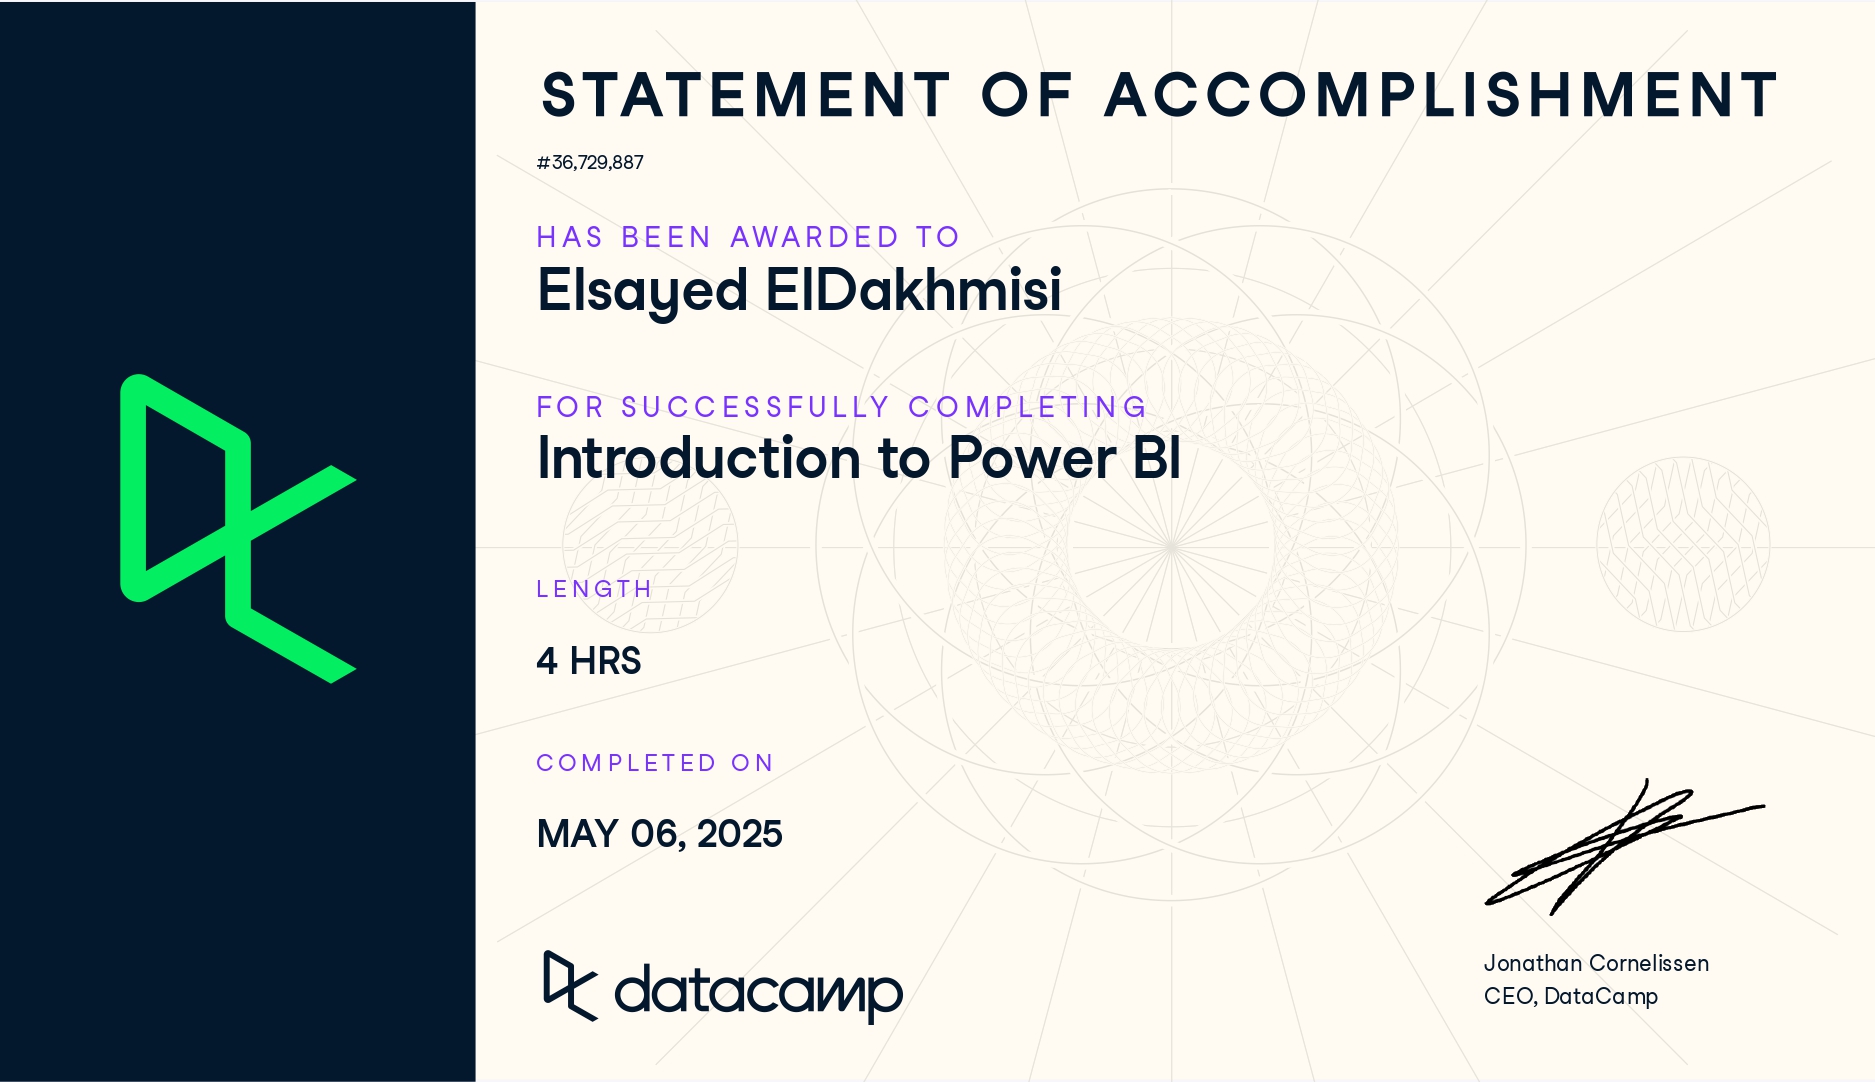 STATEMENT OF ACCOMPLISHMENT
#36,729,887
HAS BEEN AWARDED TO
Elsayed ElDakhmisi
FOR SUCCESSFULLY COMPLETING
Introduction to Power BI
LENGTH
4 HRS
COMPLETED ON
MAY 06, 2025
datacamp
Jonathan Cornelissen
CEO, DataCamp